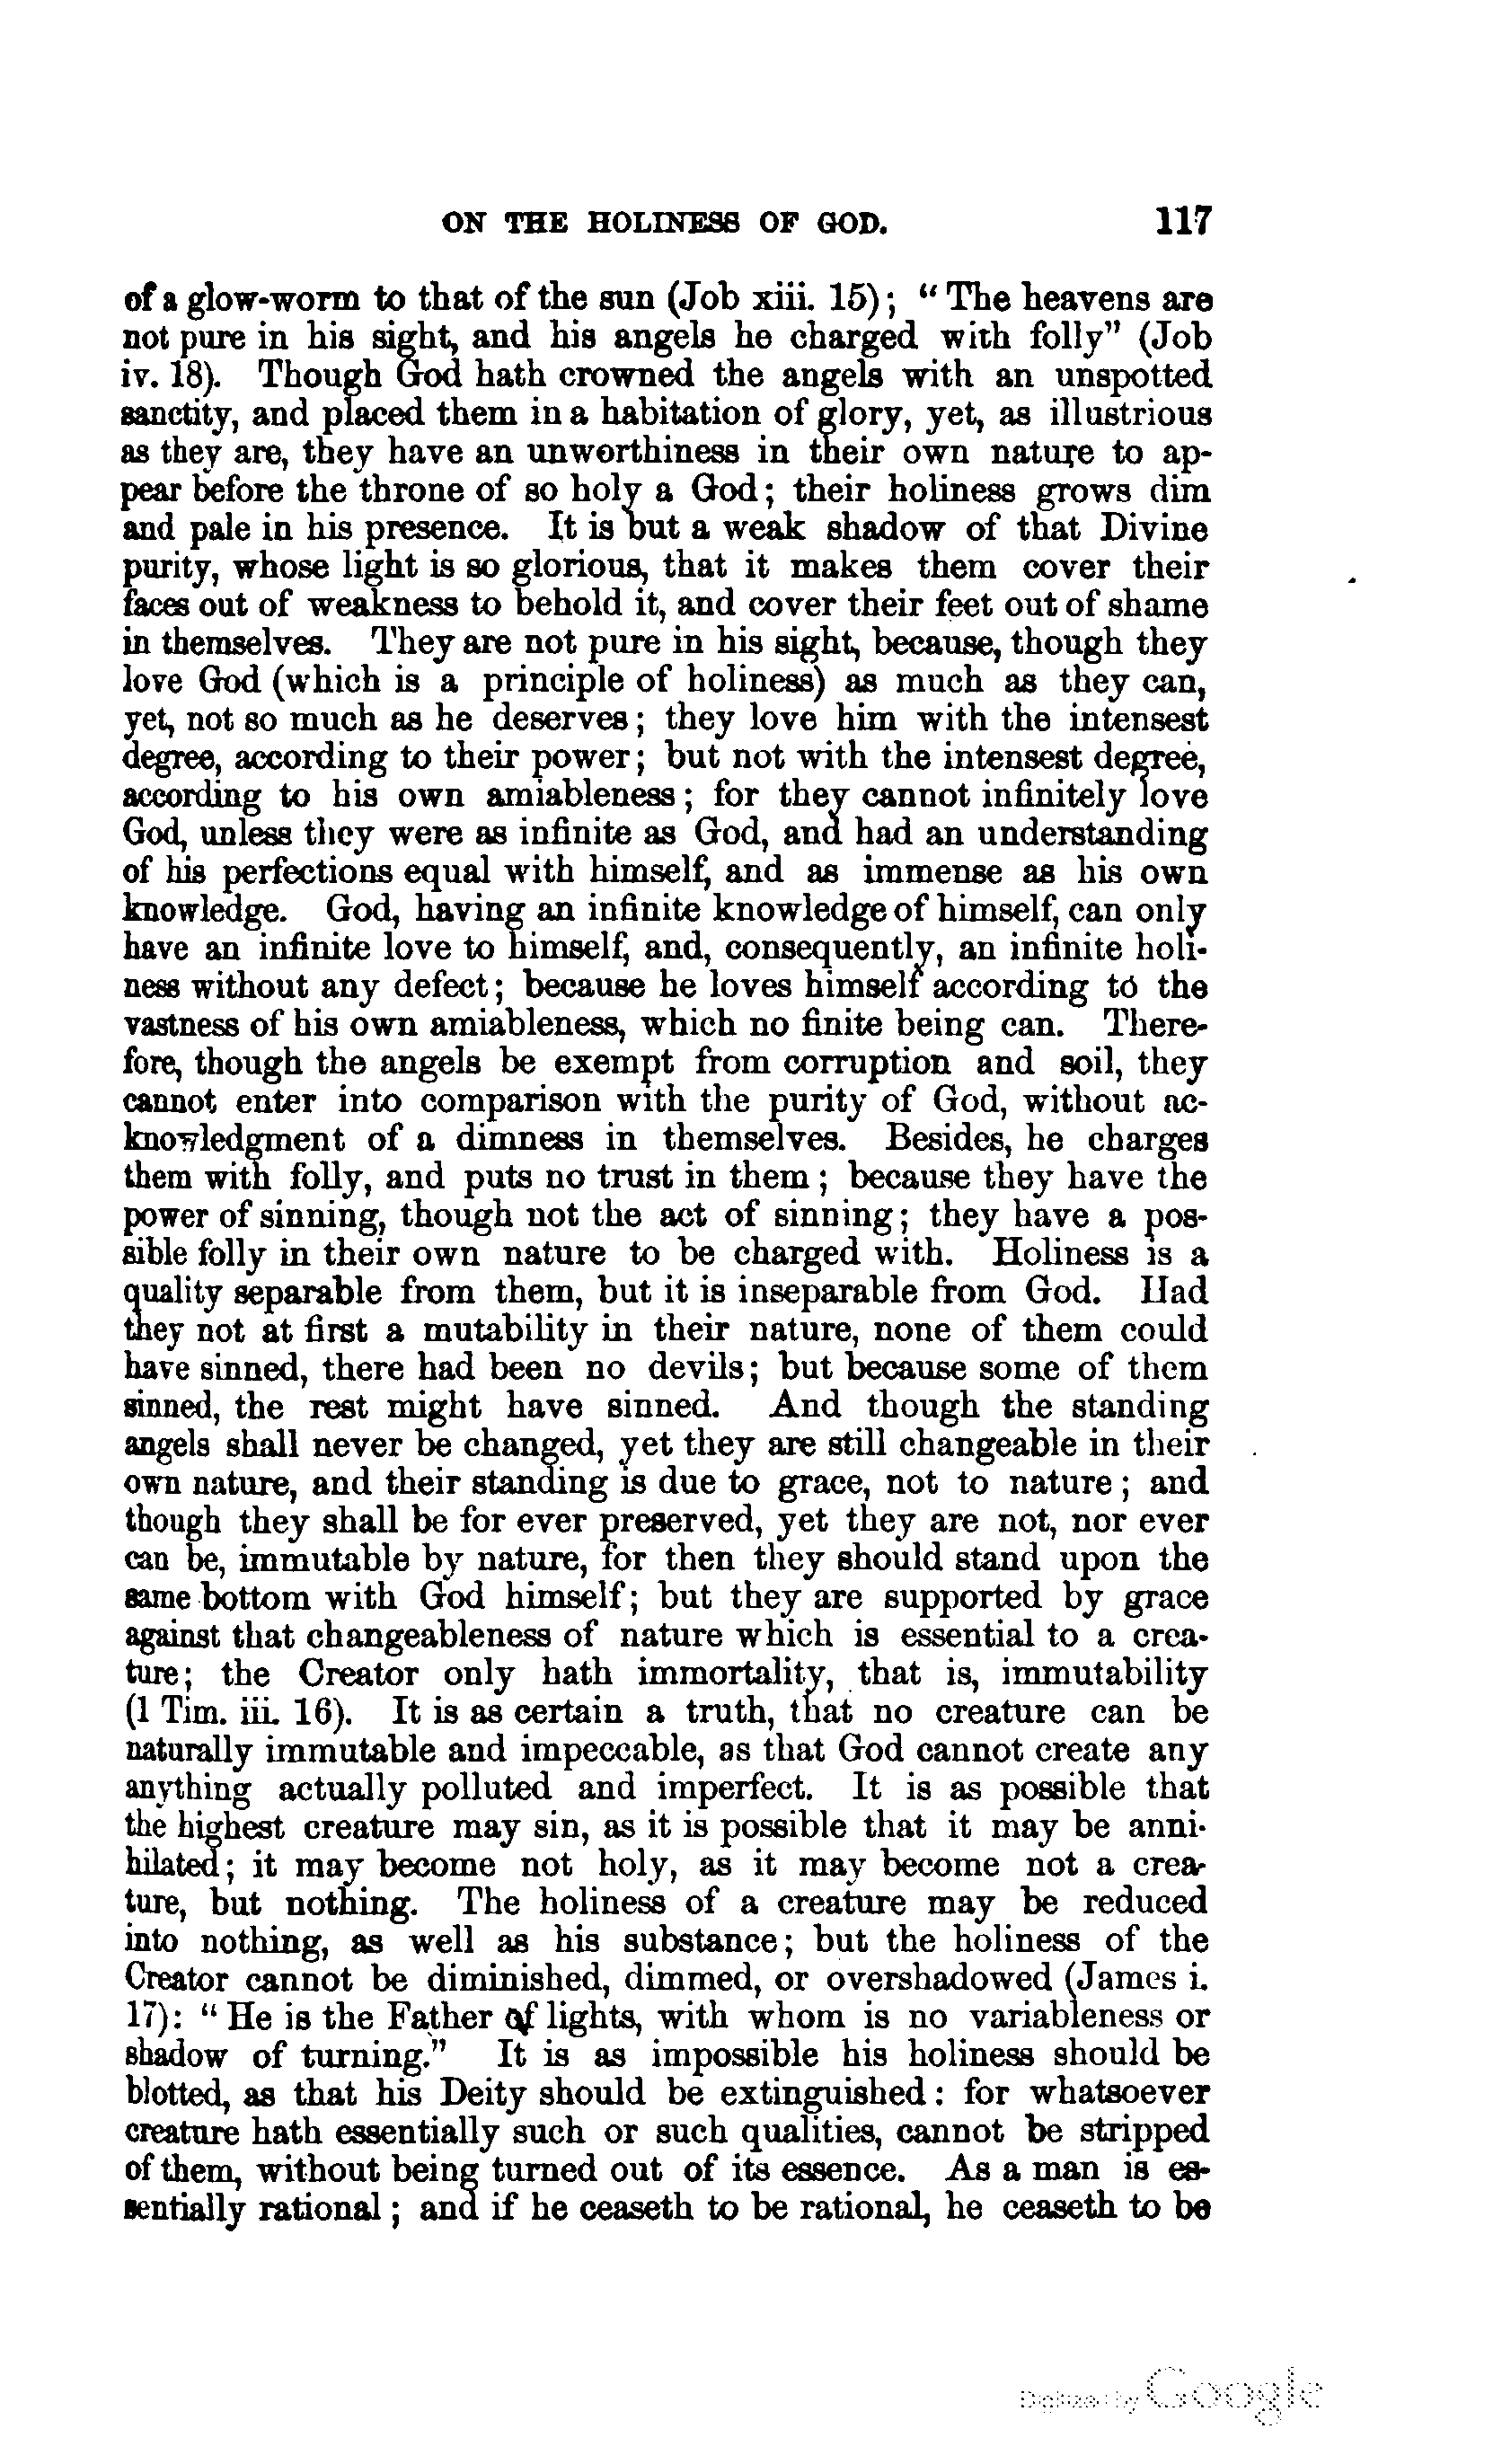 ON THE HOLINESS OF GOD. 117
of a glow-worm to that of the sun (Job xiii. 15); "The heavens are
not pure in his sight, and his angels he charged with folly" (Job
iv. 18). Though God hath crowned the angels with an unspotted
sanctity, and placed them in a habitation of glory, yet, as illustrious
as they are, they have an unworthiness in their own nature to ap-
pear before the throne of so holy a God; their holiness grows dim
and pale in his presence. It is but a weak shadow of that Divine
purity, whose light is so glorious, that it makes them cover their
faces out of weakness to behold it, and cover their feet out of shame
in themselves. They are not pure in his sight, because, though they
love God (which is a principle of holiness) as much as they can,
yet, not so much as he deserves; they love him with the intensest
degree, according to their power; but not with the intensest degree,
according to his own amiableness; for they cannot infinitely love
God, unless they were as infinite as God, and had an understanding
of his perfections equal with himself, and as immense as his own
knowledge. God, having an infinite knowledge of himself, can only
have an infinite love to himself, and, consequently, an infinite holi-
ness without any defect; because he loves himself according to the
vastness of his own amiableness, which no finite being can. There-
fore, though the angels be exempt from corruption and soil, they
cannot enter into comparison with the purity of God, without ac-
knowledgment of a dimness in themselves. Besides, he charges
them with folly, and puts no trust in them; because they have the
power of sinning, though not the act of sinning; they have a pos-
sible folly in their own nature to be charged with. Holiness is a
quality separable from them, but it is inseparable from God. Had
they not at first a mutability in their nature, none of them could
have sinned, there had been no devils; but because some of them
sinned, the rest might have sinned. And though the standing
angels shall never be changed, yet they are still changeable in their
own nature, and their standing is due to grace, not to nature; and
though they shall be for ever preserved, yet they are not, nor ever
can be, immutable by nature, for then they should stand upon the
same bottom with God himself; but they are supported by grace
against that changeableness of nature which is essential to a crea-
ture; the Creator only hath immortality, that is, immutability
(1 Tim. iii. 16). It is as certain a truth, that no creature can be
naturally immutable and impeccable, as that God cannot create any
anything actually polluted and imperfect. It is as possible that
the highest creature may sin, as it is possible that it may be anni-
hilated; it may become not holy, as it may become not a crea-
ture, but nothing. The holiness of a creature may be reduced
into nothing, as well as his substance; but the holiness of the
Creator cannot be diminished, dimmed, or overshadowed (James i.
17): "He is the Father of lights, with whom is no variableness or
shadow of turning." It is as impossible his holiness should be
blotted, as that his Deity should be extinguished: for whatsoever
creature hath essentially such or such qualities, cannot be stripped
of them, without being turned out of its essence. As a man is es-
sentially rational; and if he ceaseth to be rational, he ceaseth to be
Digitized by Google